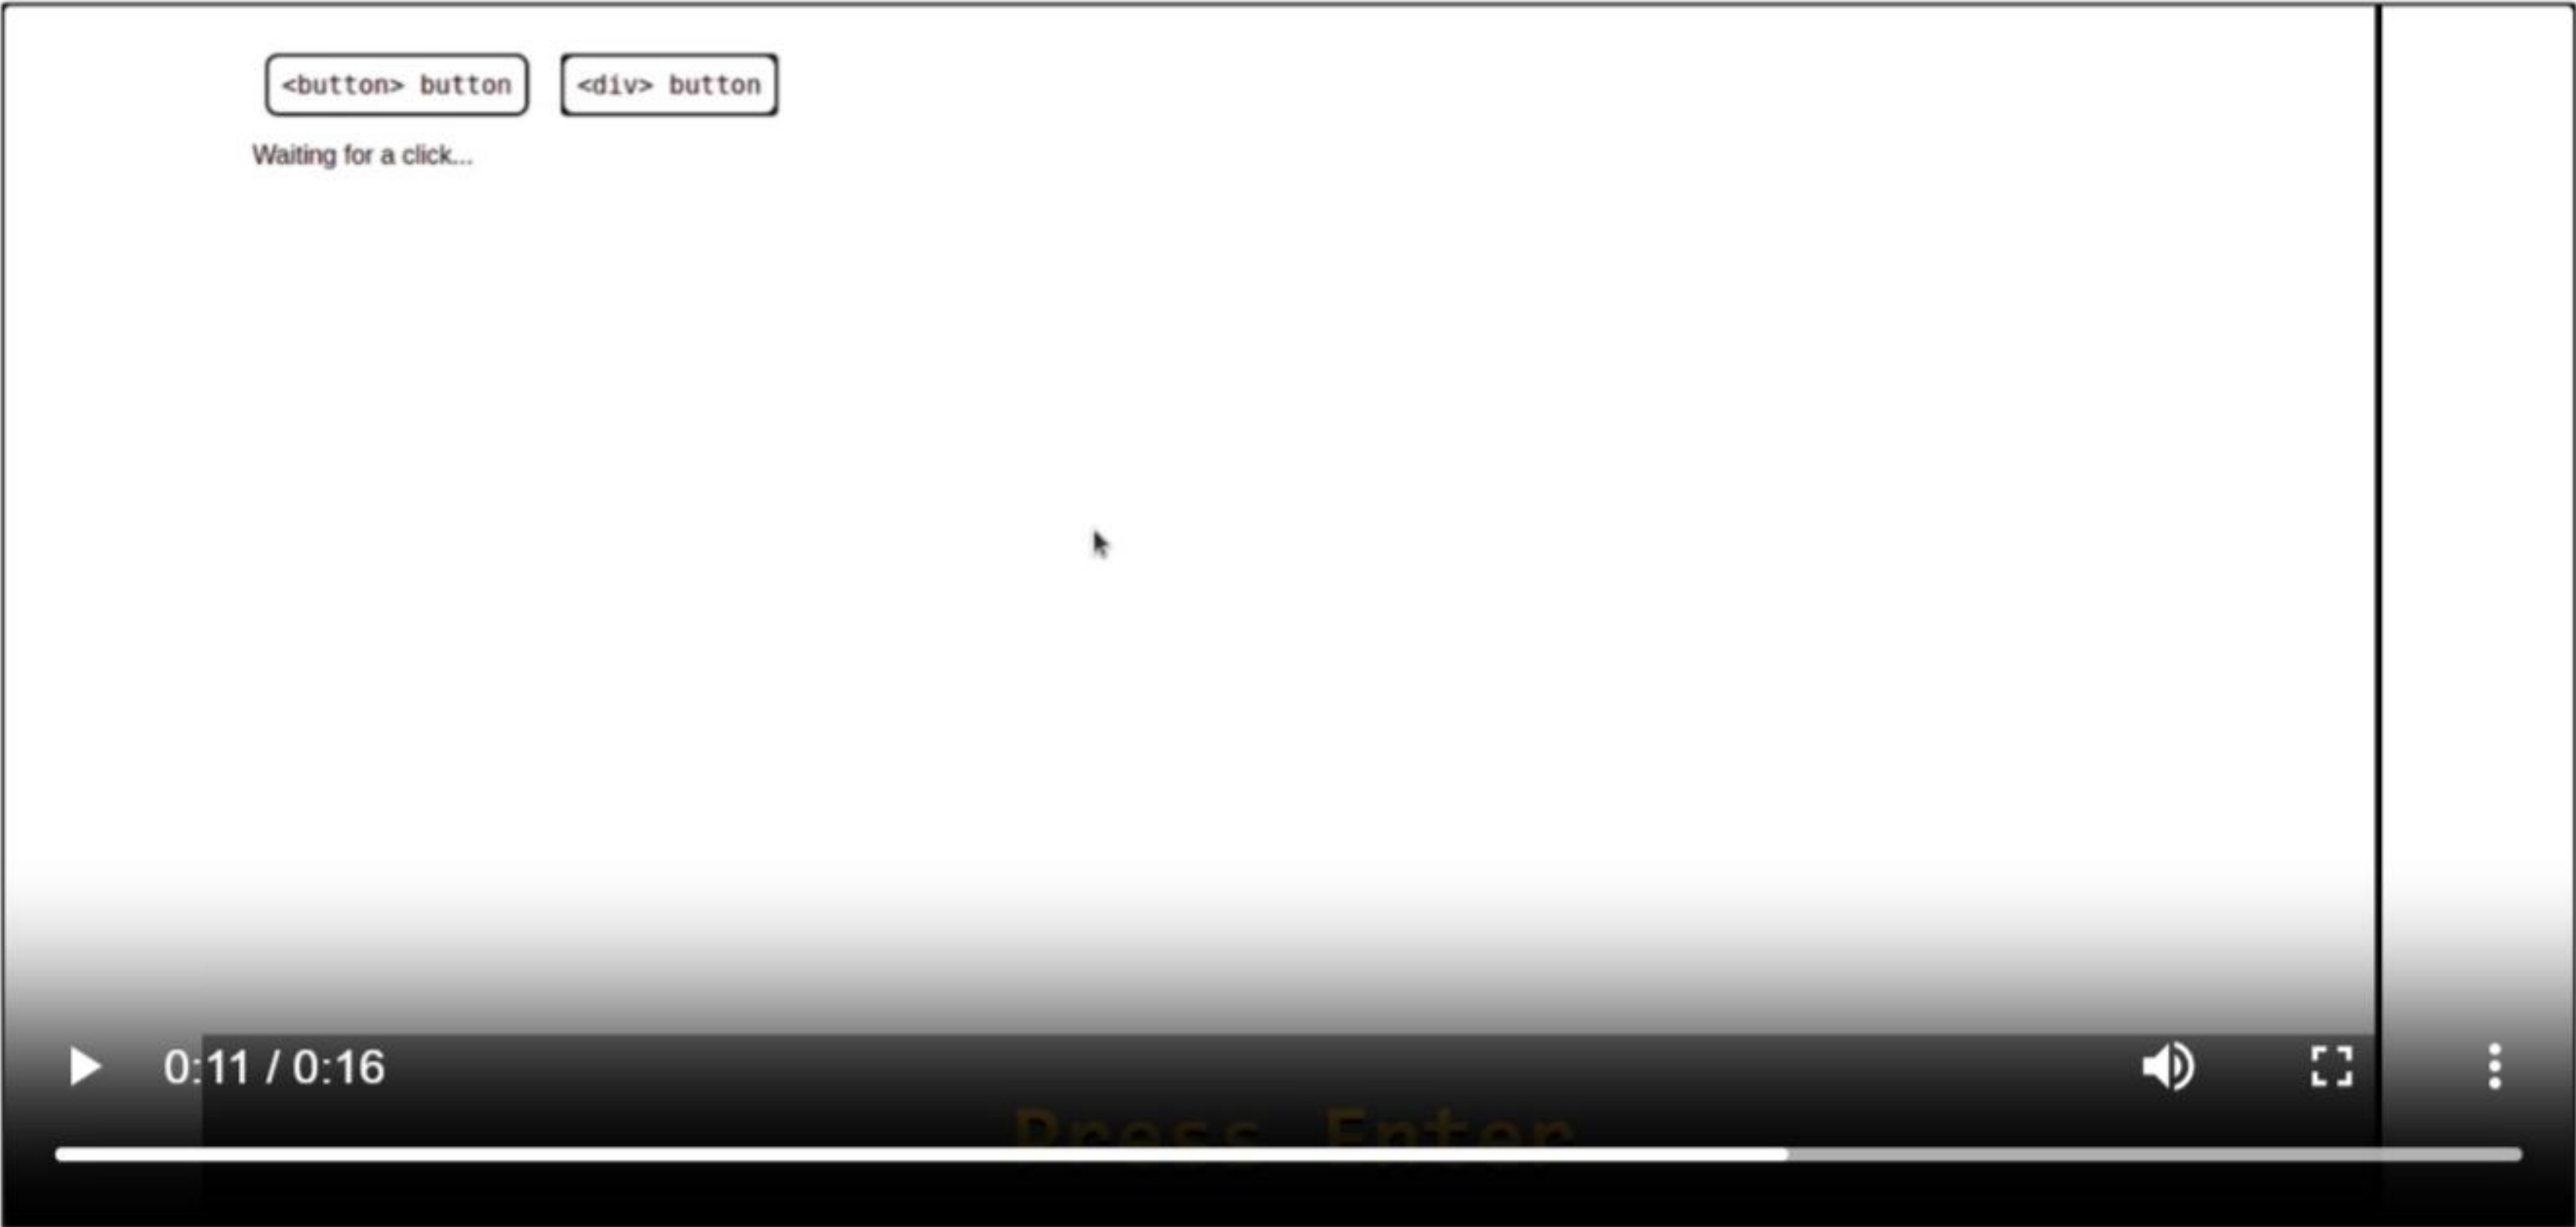 <button> button
<div> button
Waiting for a click...
0:11 / 0:16
Press Enter